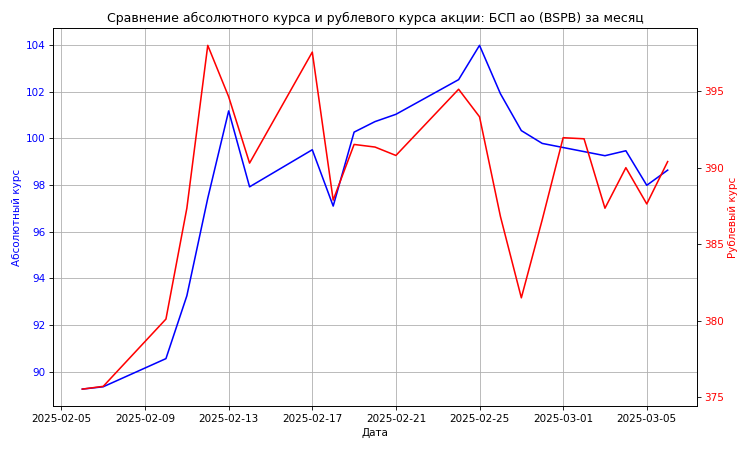 Сравнение абсолютного курса и рублевого курса акции: БСП ао (BSPB) за месяц
Абсолютный курс
104
102
100
98
96
94
92
90
395
390
385
380
375
Рублевый курс
2025-02-05 2025-02-09 2025-02-13 2025-02-17 2025-02-21 2025-02-25 2025-03-01 2025-03-05
Дата